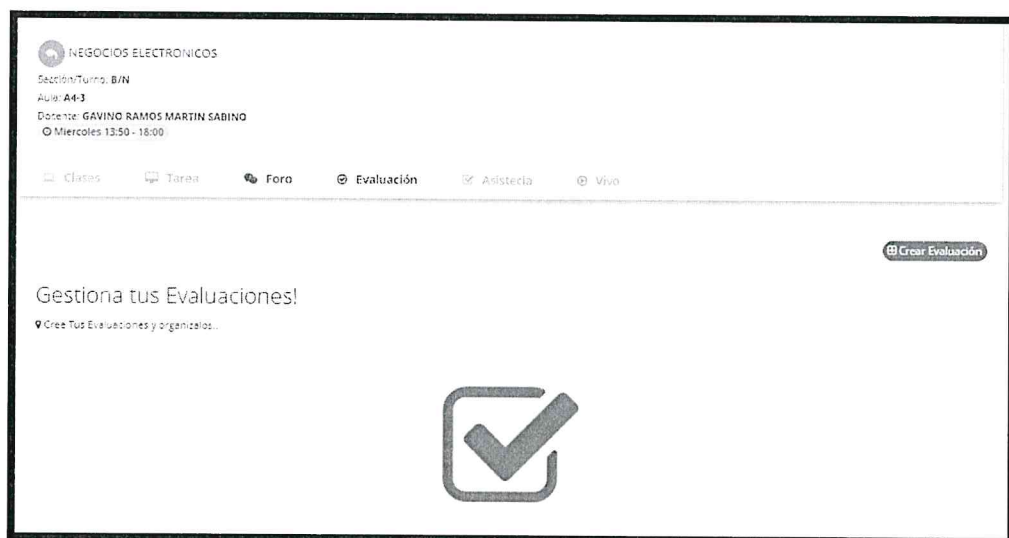 NEGOCIOS ELECTRONICOS
Sección/Turno: B/N
Aula: A4-3
Docente: GAVINO RAMOS MARTIN SABINO
Miercoles 13:50 - 18:00
Clases Tarea Foro Evaluación Asistecia Vivo
Crear Evaluación
Gestiona tus Evaluaciones!
Cree Tus Evaluaciones y organizalos..